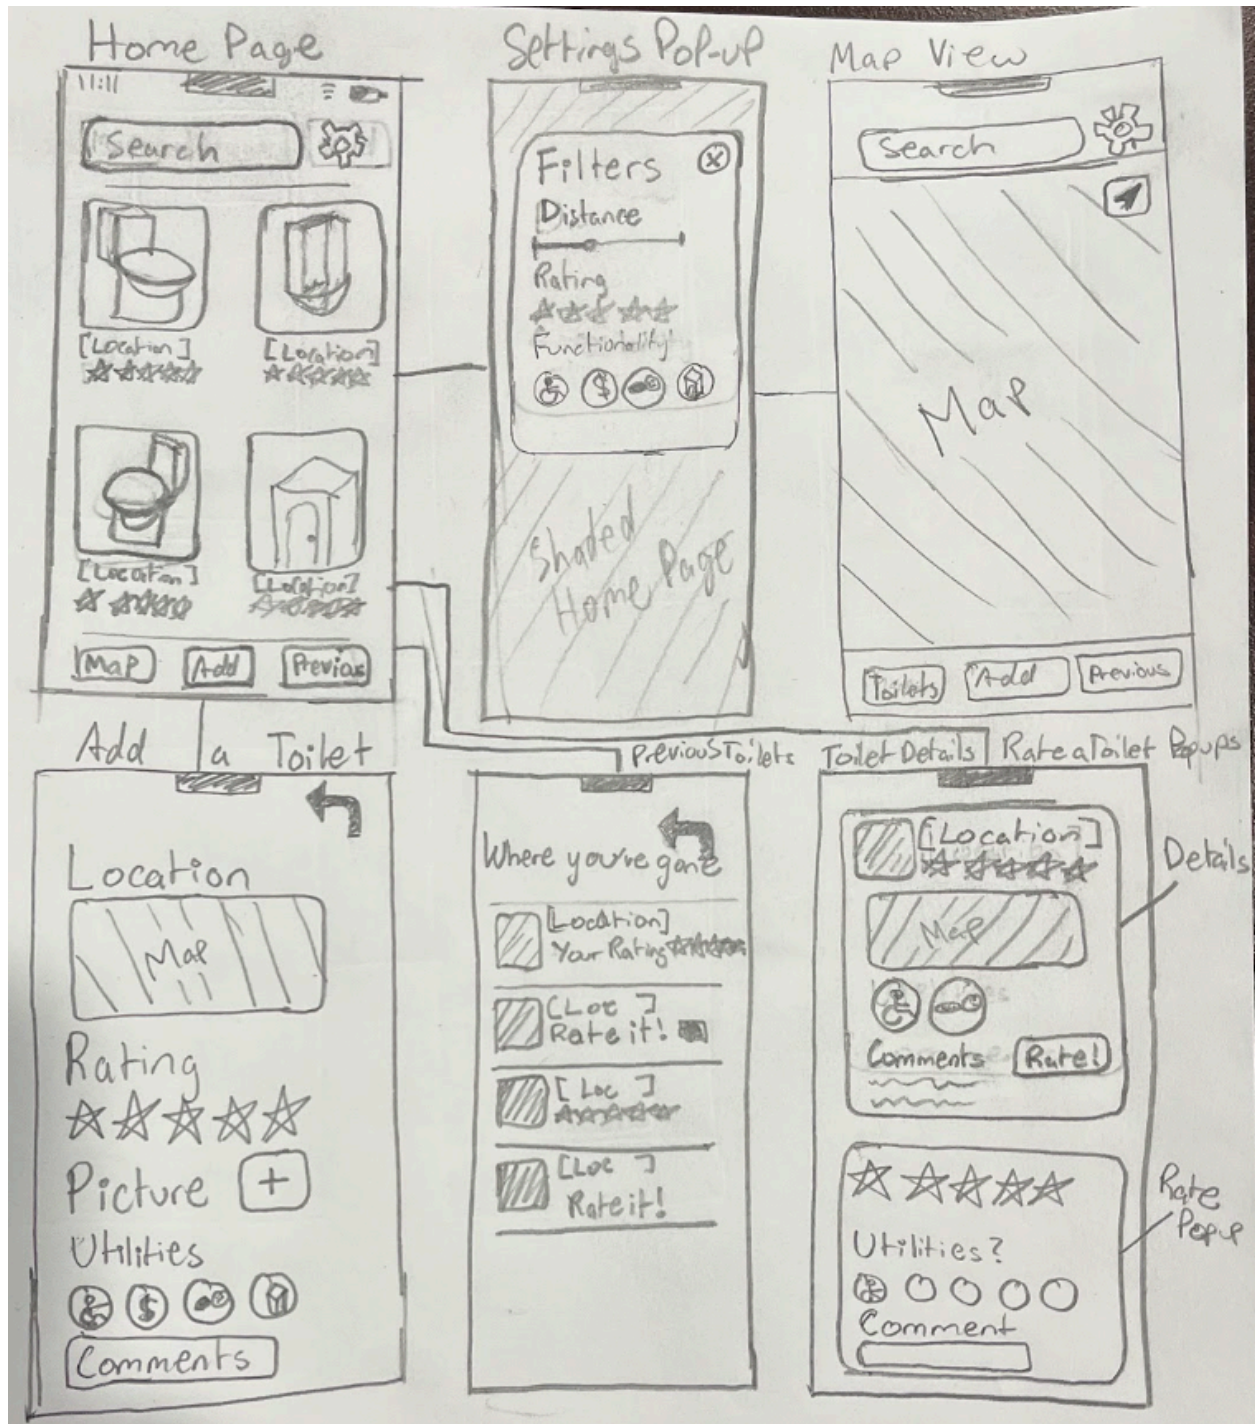 Home Page
11:11
Search
[Location]
[Location]
[Location]
[Location]
Map
Add
Previous
Settings Pop-up
Filters
X
Distance
Rating
Functionality
$
Shaded
Home Page
Map View
Search
Map
Toilets
Add
Previous
Add a Toilet
Location
Map
Rating
Picture +
Utilities
$
Comments
Previous Toilets
Where you've gone
[Location]
Your Rating
[Loc ]
Rate it!
[Loc ]
[Loc ]
Rate it!
Toilet Details Rate a Toilet Popups
[Location]
Map
Comments Rate!
Details
Utilities?
Comment
Rate
Popup